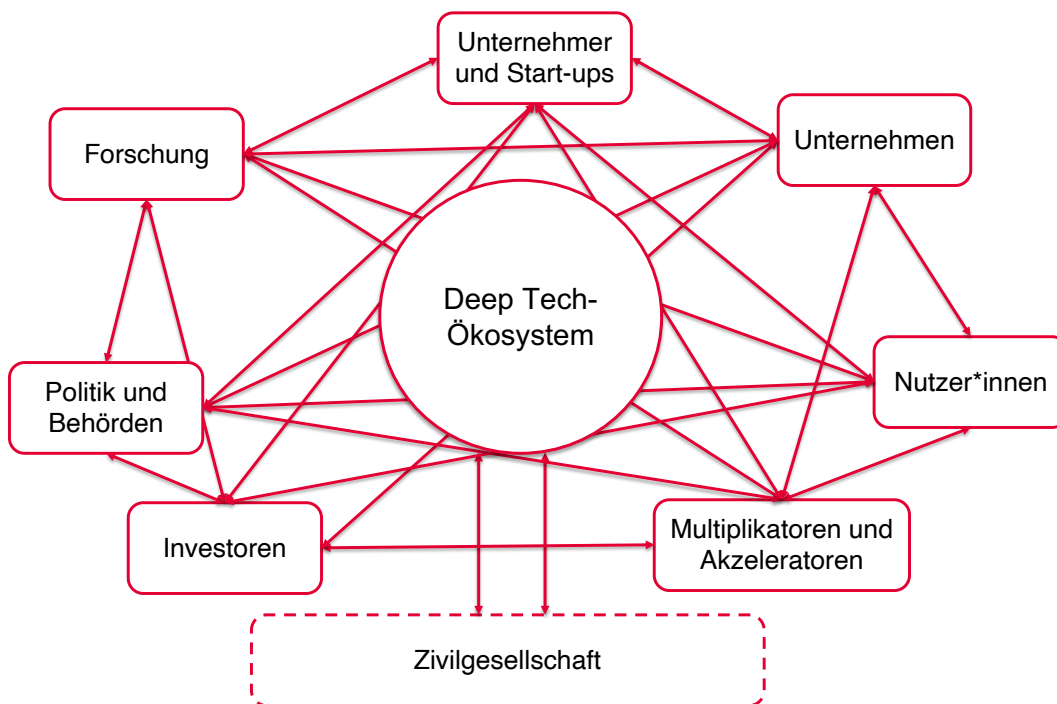 Unternehmer
und Start-ups
Forschung
Unternehmen
Deep Tech-
Ökosystem
Politik und
Behörden
Nutzer*innen
Investoren
Multiplikatoren und
Akzeleratoren
Zivilgesellschaft